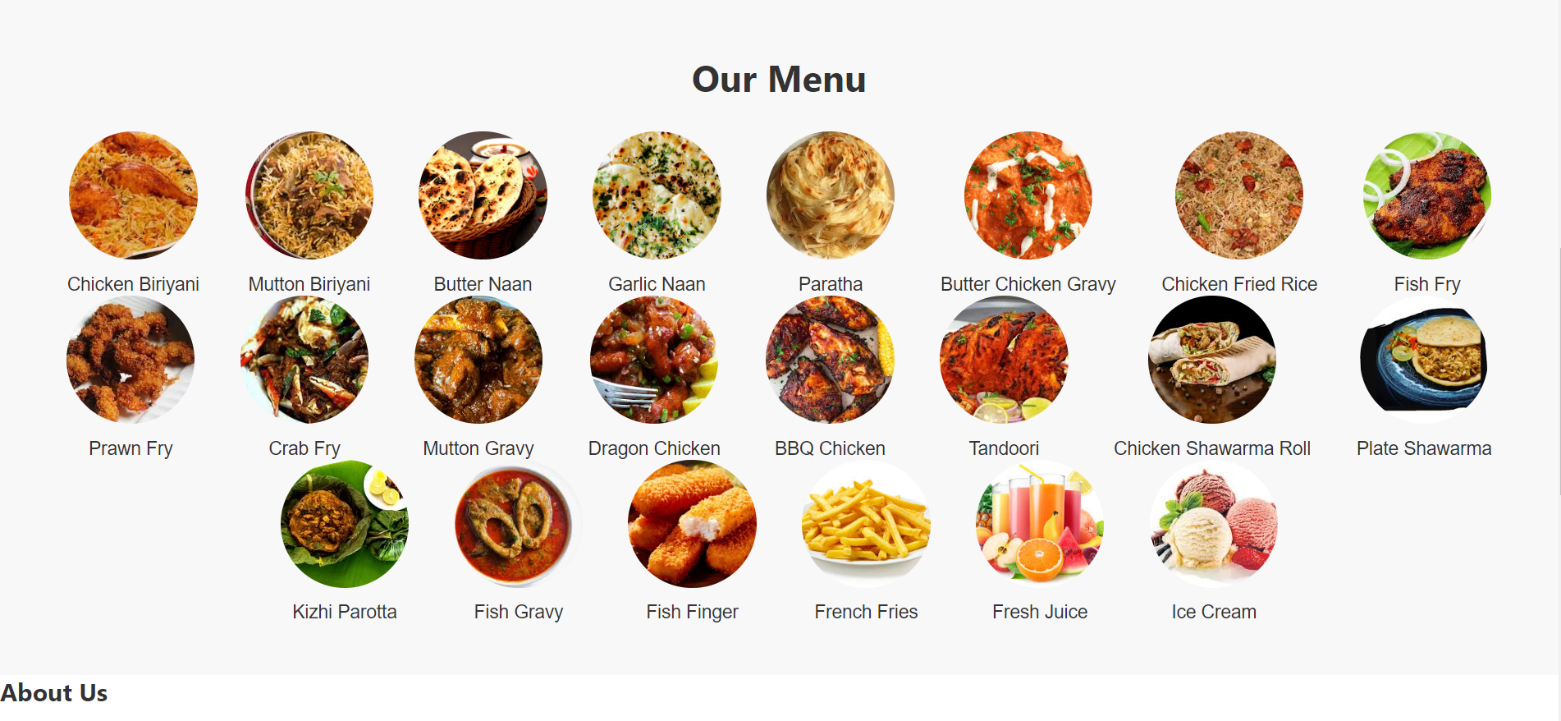 Our Menu
Chicken Biriyani
Mutton Biriyani
Butter Naan
Garlic Naan
Paratha
Butter Chicken Gravy
Chicken Fried Rice
Fish Fry
Prawn Fry
Crab Fry
Mutton Gravy
Dragon Chicken
BBQ Chicken
Tandoori
Chicken Shawarma Roll
Plate Shawarma
Kizhi Parotta
Fish Gravy
Fish Finger
French Fries
Fresh Juice
Ice Cream
About Us